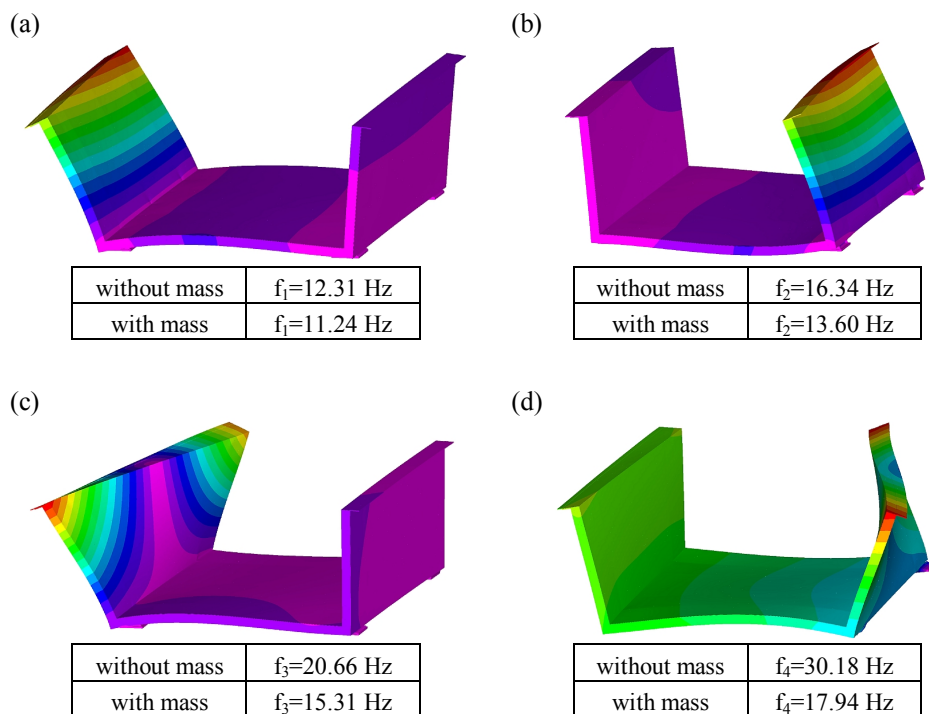 (a) (b)
without mass f₁=12.31 Hz without mass f₂=16.34 Hz
with mass f₁=11.24 Hz with mass f₂=13.60 Hz
(c) (d)
without mass f₃=20.66 Hz without mass f₄=30.18 Hz
with mass f₃=15.31 Hz with mass f₄=17.94 Hz